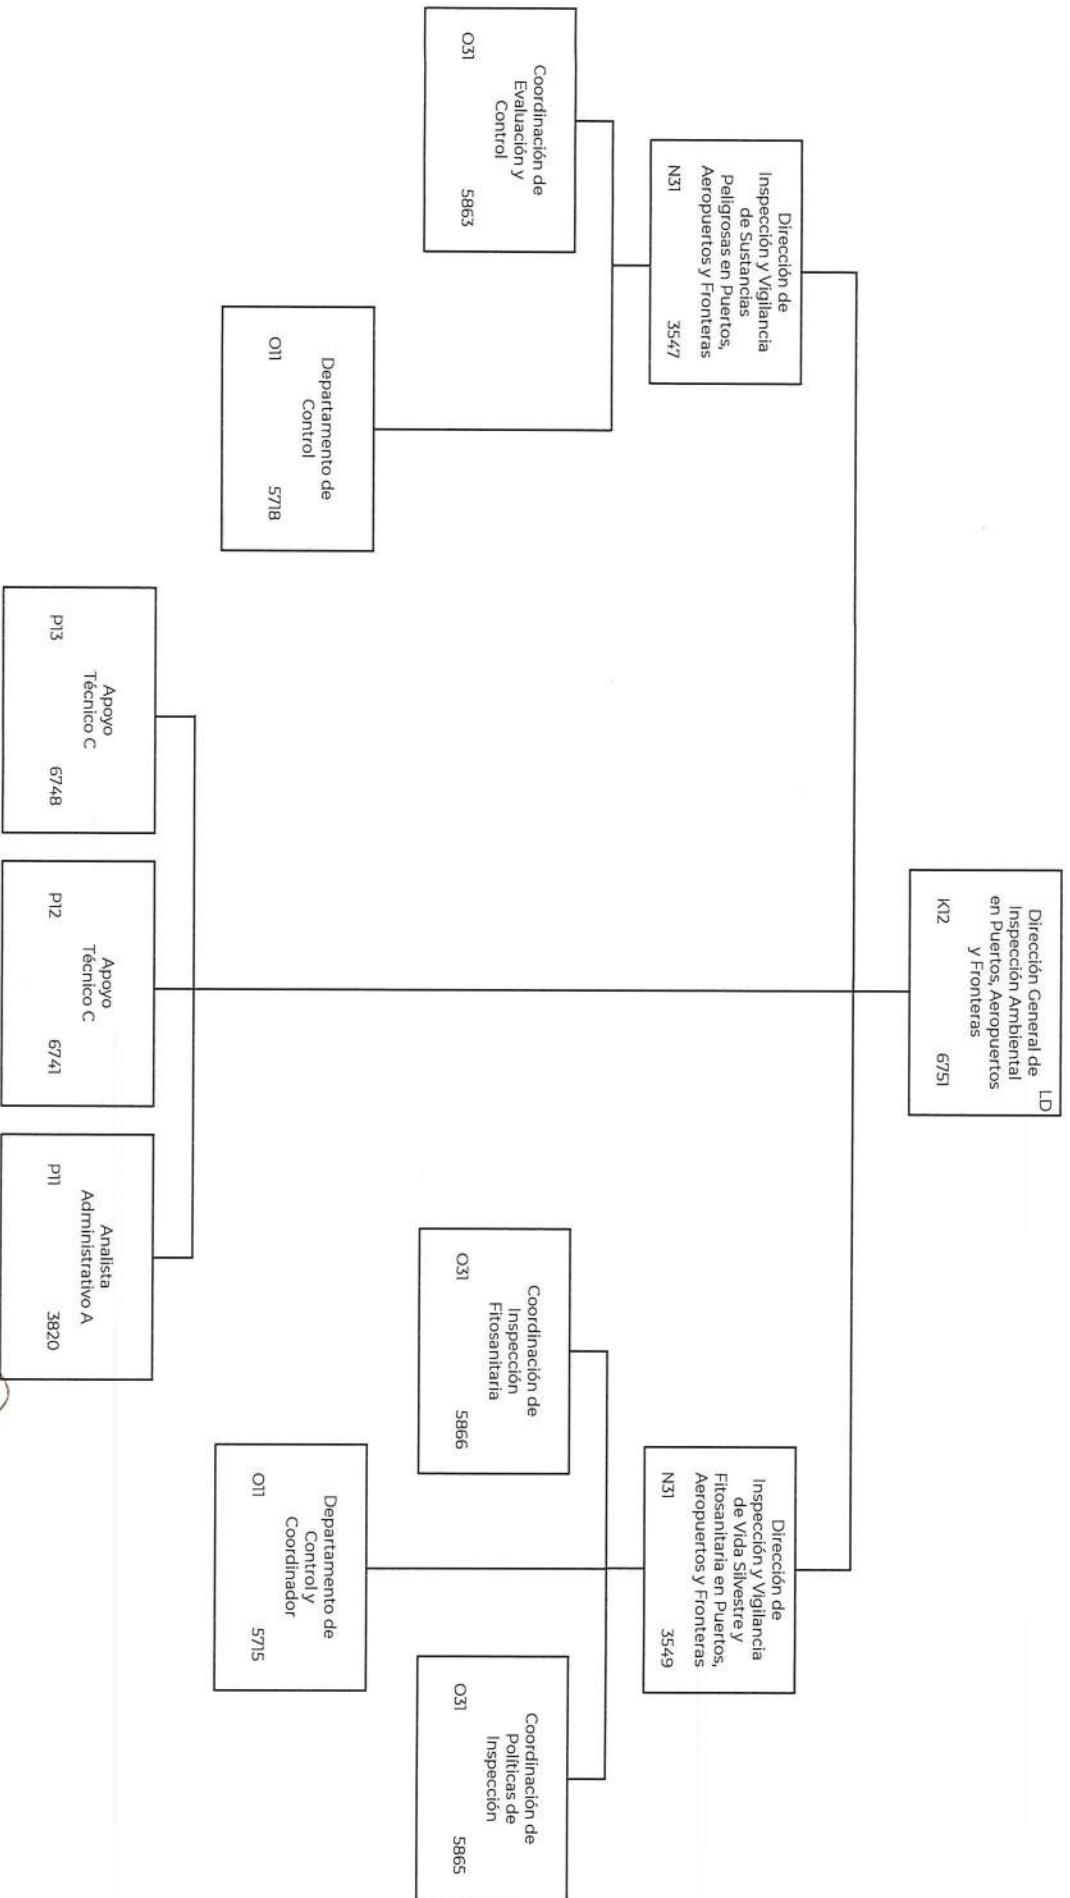 LD
Dirección General de
Inspección Ambiental
en Puertos, Aeropuertos
y Fronteras
K12 6751
Dirección de
Inspección y Vigilancia
de Sustancias
Peligrosas en Puertos,
Aeropuertos y Fronteras
N31 3547
Dirección de
Inspección y Vigilancia
de Vida Silvestre y
Fitosanitaria en Puertos,
Aeropuertos y Fronteras
N31 3549
Coordinación de
Evaluación y
Control
O31 5863
Coordinación de
Inspección
Fitosanitaria
O31 5866
Coordinación de
Políticas de
Inspección
O31 5865
Departamento de
Control
O11 5718
Departamento de
Control y
Coordinador
O11 5715
Apoyo
Técnico C
P13 6748
Apoyo
Técnico C
P12 6741
Analista
Administrativo A
P11 3820